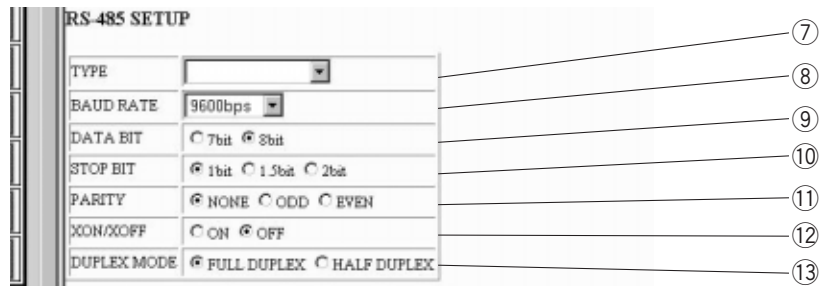 RS-485 SETUP
⑦
TYPE
⑧
BAUD RATE 9600bps
⑨
DATA BIT 7bit 8bit
⑩
STOP BIT 1bit 1.5bit 2bit
⑪
PARITY NONE ODD EVEN
⑫
XON/XOFF ON OFF
⑬
DUPLEX MODE FULL DUPLEX HALF DUPLEX